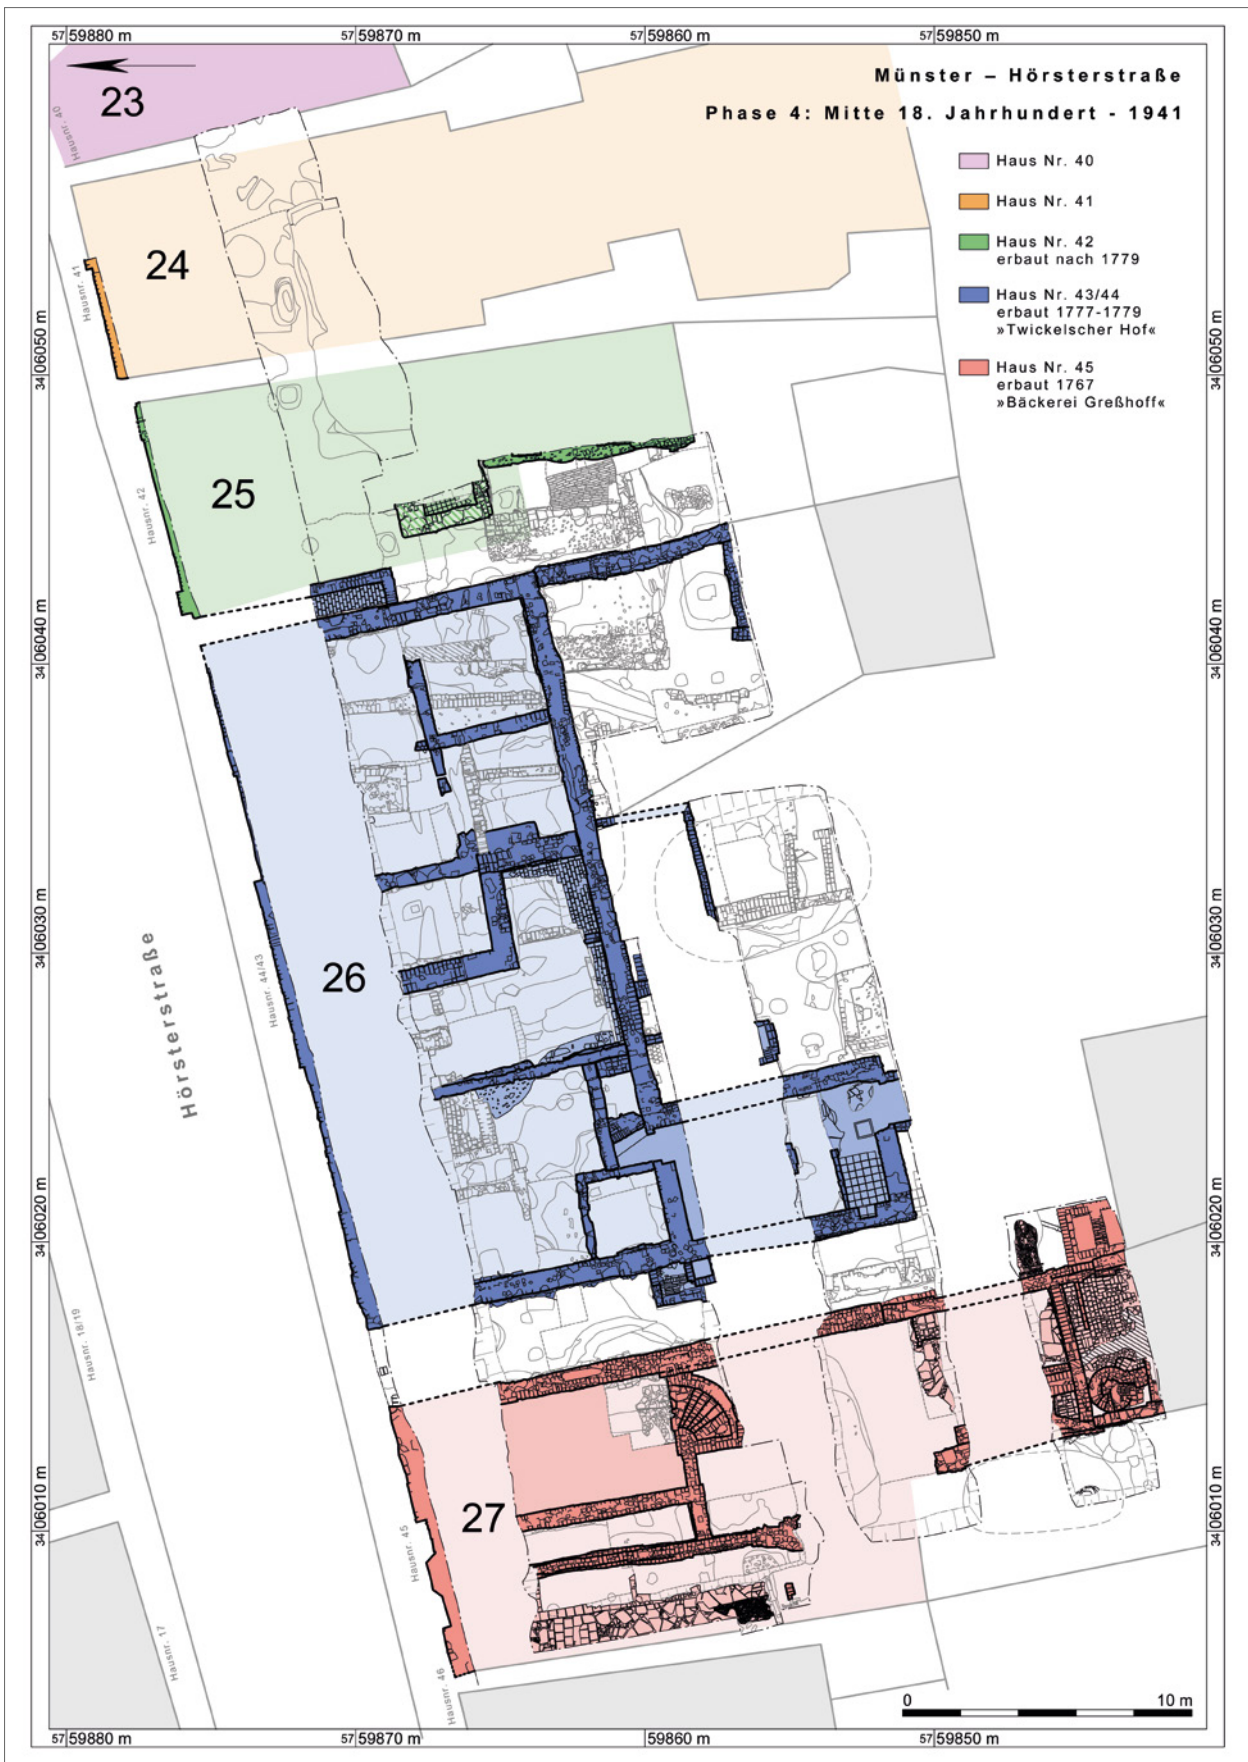 57 59880 m
57 59870 m
57 59860 m
57 59850 m
Münster – Hörsterstraße
Phase 4: Mitte 18. Jahrhundert - 1941
Haus Nr. 40
Haus Nr. 41
Haus Nr. 42
erbaut nach 1779
Haus Nr. 43/44
erbaut 1777-1779
»Twickelscher Hof«
Haus Nr. 45
erbaut 1767
»Bäckerei Greßhoff«
23
Hausnr. 40
24
Hausnr. 41
34 06050 m
34 06050 m
25
Hausnr. 42
34 06040 m
34 06040 m
34 06030 m
34 06030 m
Hörsterstraße
Hausnr. 44/43
26
34 06020 m
34 06020 m
Hausnr. 18/19
34 06010 m
34 06010 m
27
Hausnr. 45
Hausnr. 17
Hausnr. 46
0 10 m
57 59880 m
57 59870 m
57 59860 m
57 59850 m